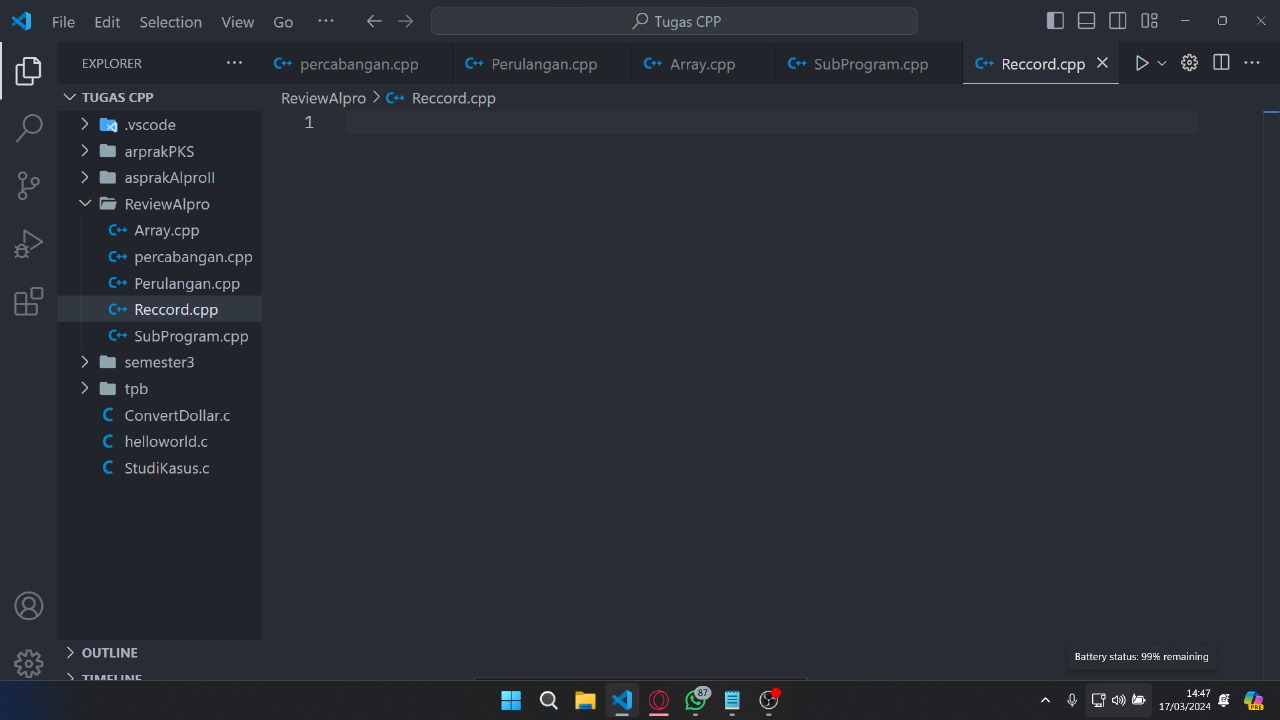 File Edit Selection View Go ··· Tugas CPP
EXPLORER ···
C++ percabangan.cpp C++ Perulangan.cpp C++ Array.cpp C++ SubProgram.cpp C++ Reccord.cpp ···
TUGAS CPP
ReviewAlpro > C++ Reccord.cpp
1
.vscode
arprakPKS
asprakAlproII
ReviewAlpro
C++ Array.cpp
C++ percabangan.cpp
C++ Perulangan.cpp
C++ Reccord.cpp
C++ SubProgram.cpp
semester3
tpb
C ConvertDollar.c
C helloworld.c
C StudiKasus.c
OUTLINE
TIMELINE
Battery status: 99% remaining
87
14:47
17/03/2024
PRE